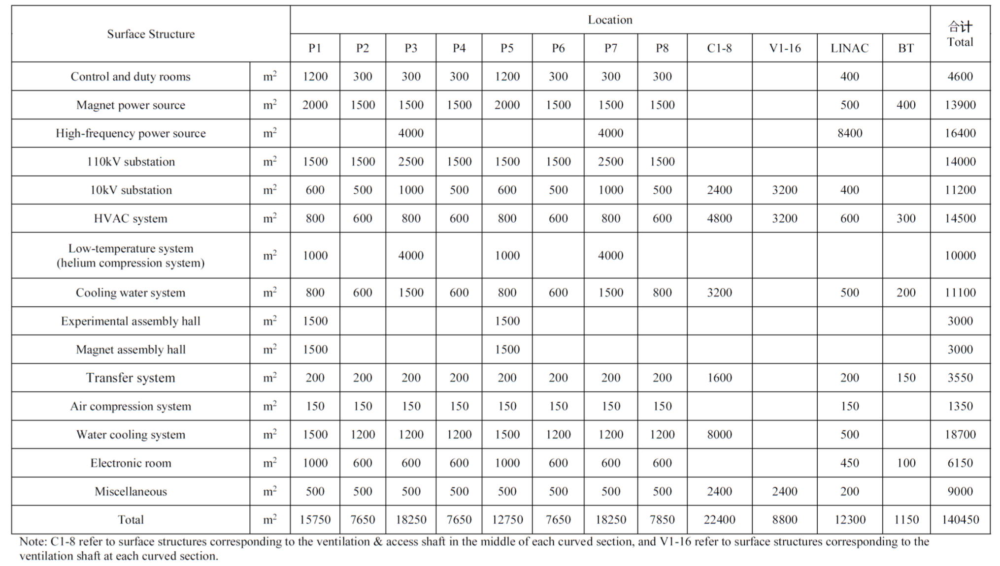 Surface Structure Location 合计 Total
P1 P2 P3 P4 P5 P6 P7 P8 C1-8 V1-16 LINAC BT
Control and duty rooms m² 1200 300 300 300 1200 300 300 300 400 4600
Magnet power source m² 2000 1500 1500 1500 2000 1500 1500 1500 500 400 13900
High-frequency power source m² 4000 4000 8400 16400
110kV substation m² 1500 1500 2500 1500 1500 1500 2500 1500 14000
10kV substation m² 600 500 1000 500 600 500 1000 500 2400 3200 400 11200
HVAC system m² 800 600 800 600 800 600 800 600 4800 3200 600 300 14500
Low-temperature system
(helium compression system) m² 1000 4000 1000 4000 10000
Cooling water system m² 800 600 1500 600 800 600 1500 800 3200 500 200 11100
Experimental assembly hall m² 1500 1500 3000
Magnet assembly hall m² 1500 1500 3000
Transfer system m² 200 200 200 200 200 200 200 200 1600 200 150 3550
Air compression system m² 150 150 150 150 150 150 150 150 150 1350
Water cooling system m² 1500 1200 1200 1200 1500 1200 1200 1200 8000 500 18700
Electronic room m² 1000 600 600 600 1000 600 600 600 450 100 6150
Miscellaneous m² 500 500 500 500 500 500 500 500 2400 2400 200 9000
Total m² 15750 7650 18250 7650 12750 7650 18250 7850 22400 8800 12300 1150 140450
Note: C1-8 refer to surface structures corresponding to the ventilation & access shaft in the middle of each curved section, and V1-16 refer to surface structures corresponding to the
ventilation shaft at each curved section.